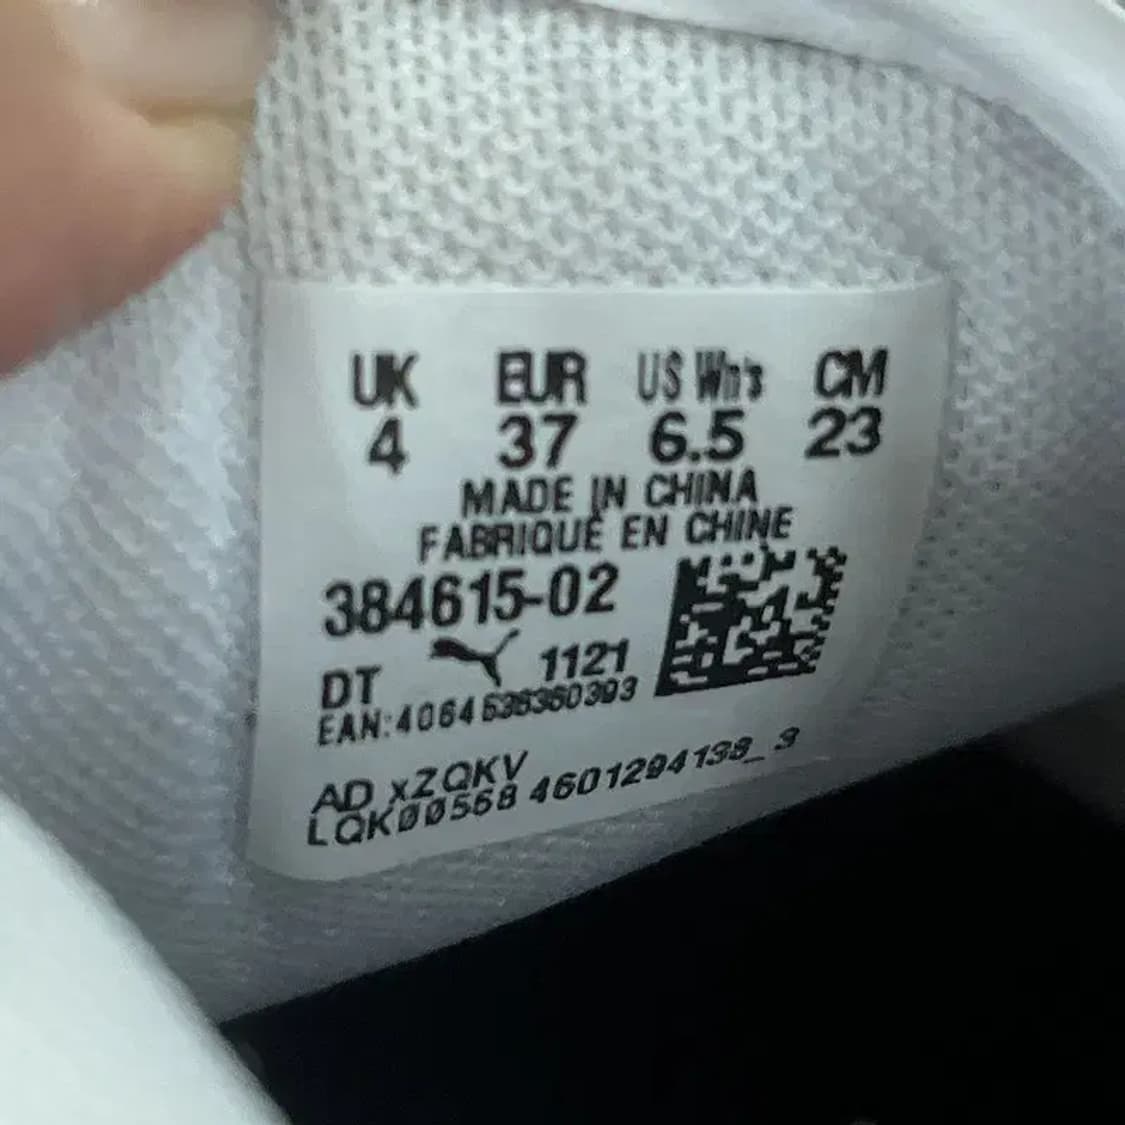 UK EUR US Wn's CM
4 37 6.5 23
MADE IN CHINA
FABRIQUÉ EN CHINE
384615-02
DT 1121
EAN:4064536360393
AD xZQKV
LQK00568 4601294138_3